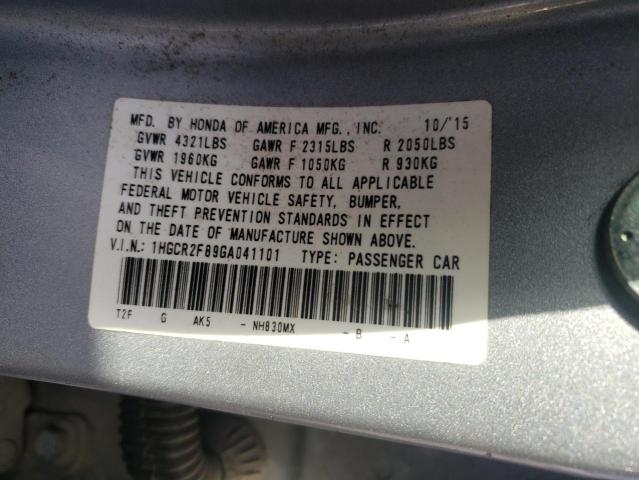 MFD. BY HONDA OF AMERICA MFG., INC. 10/'15
GVWR 4321LBS GAWR F 2315LBS R 2050LBS
GVWR 1960KG GAWR F 1050KG R 930KG
THIS VEHICLE CONFORMS TO ALL APPLICABLE
FEDERAL MOTOR VEHICLE SAFETY, BUMPER,
AND THEFT PREVENTION STANDARDS IN EFFECT
ON THE DATE OF MANUFACTURE SHOWN ABOVE.
V.I.N.: 1HGCR2F89GA041101 TYPE: PASSENGER CAR
T2F G AK5 - NH830MX - B - A